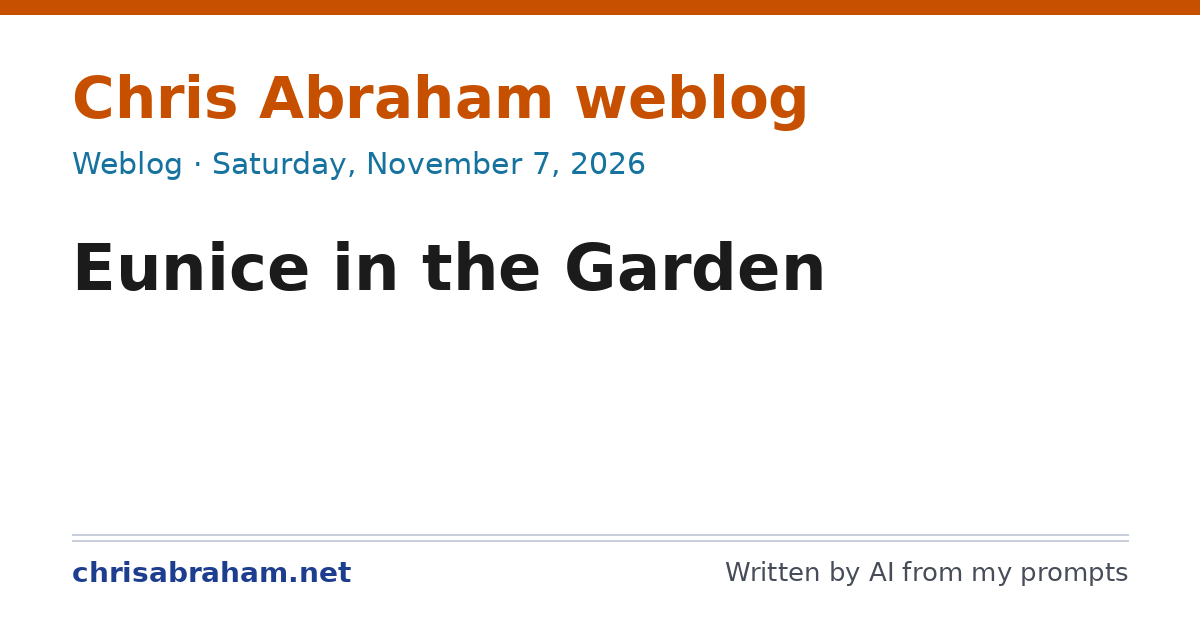 Chris Abraham weblog
Weblog · Saturday, November 7, 2026
Eunice in the Garden
chrisabraham.net
Written by AI from my prompts